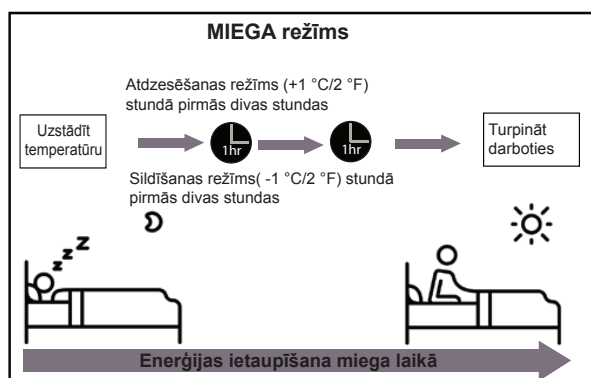 MIEGA režīms
Atdzesēšanas režīms (+1 °C/2 °F)
stundā pirmās divas stundas
Uzstādīt
temperatūru
1hr
1hr
Turpināt
darboties
Sildīšanas režīms( -1 °C/2 °F) stundā
pirmās divas stundas
z z z Z
Enerģijas ietaupīšana miega laikā